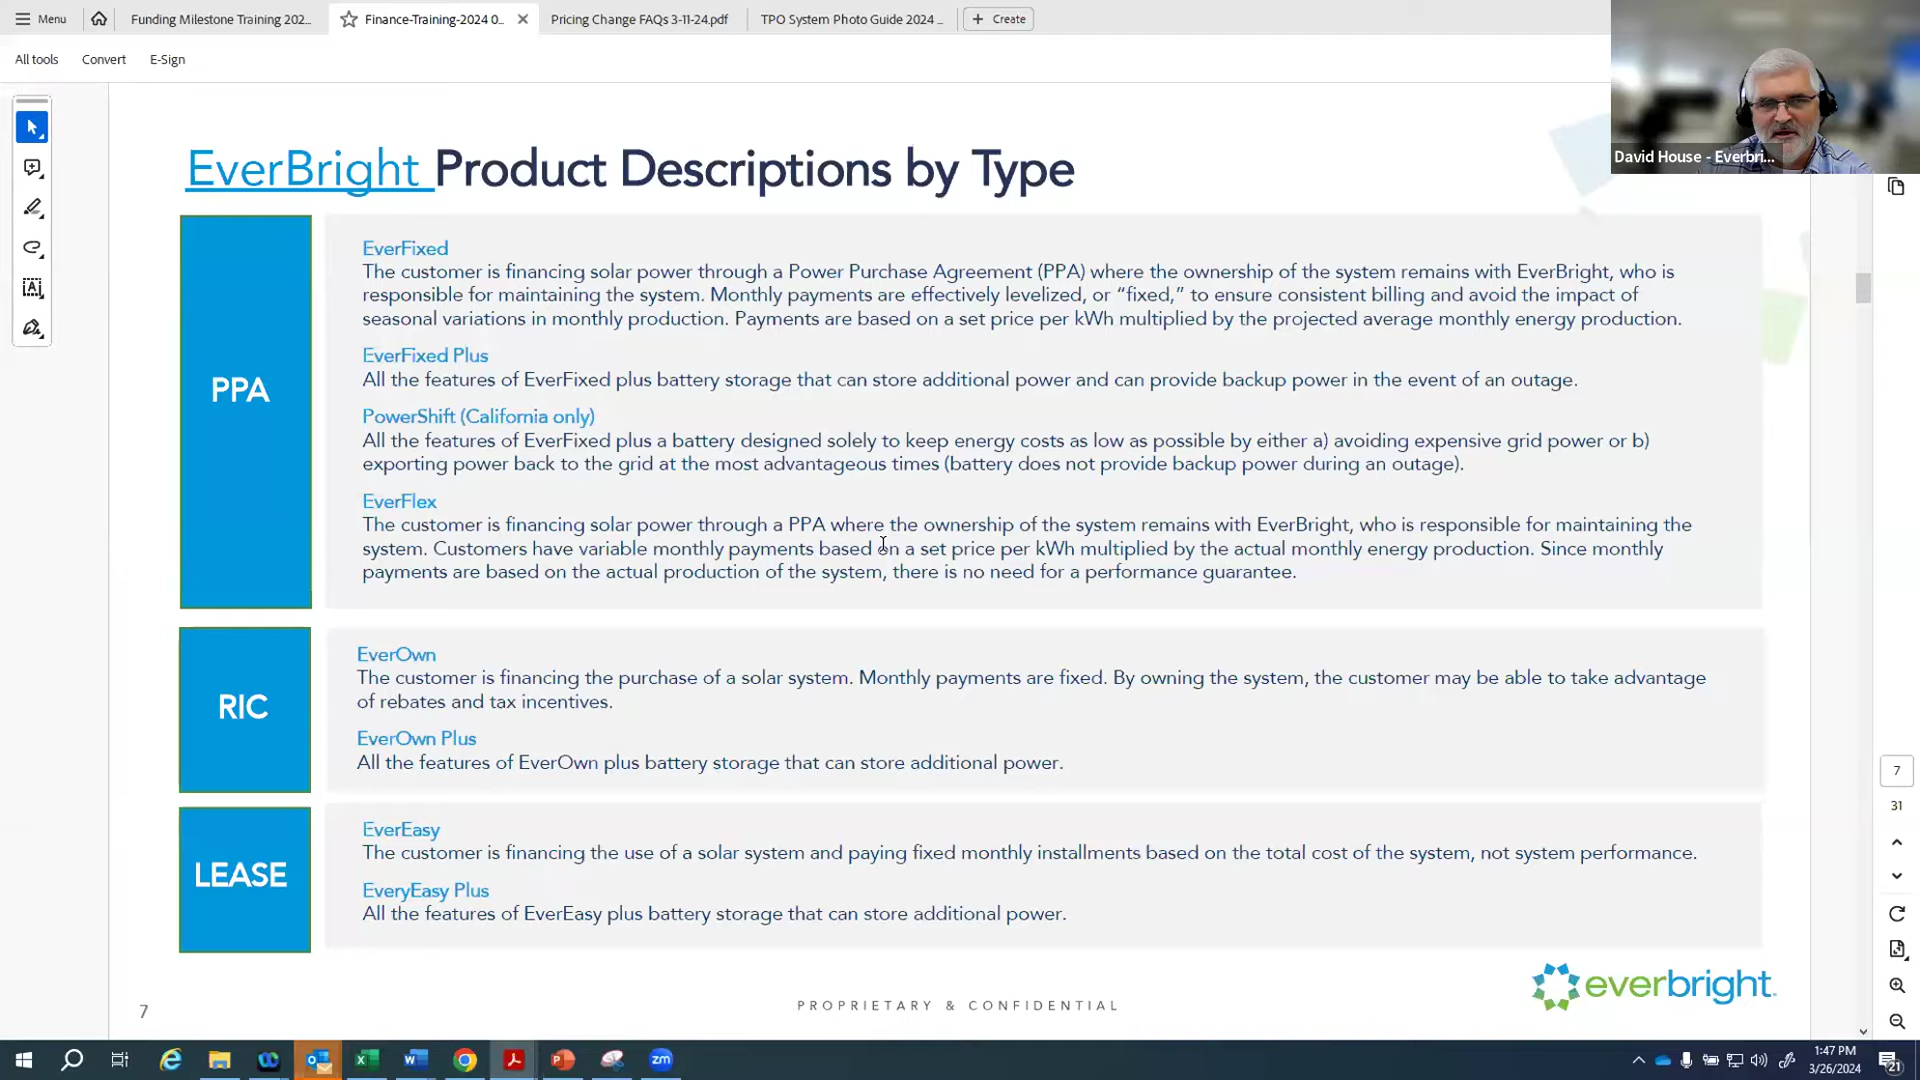 Menu
Funding Milestone Training 202...
Finance-Training-2024 0...
Pricing Change FAQs 3-11-24.pdf
TPO System Photo Guide 2024 ...
Create
All tools
Convert
E-Sign
David House - Everbri...
EverBright Product Descriptions by Type
PPA
EverFixed
The customer is financing solar power through a Power Purchase Agreement (PPA) where the ownership of the system remains with EverBright, who is
responsible for maintaining the system. Monthly payments are effectively levelized, or “fixed,” to ensure consistent billing and avoid the impact of
seasonal variations in monthly production. Payments are based on a set price per kWh multiplied by the projected average monthly energy production.
EverFixed Plus
All the features of EverFixed plus battery storage that can store additional power and can provide backup power in the event of an outage.
PowerShift (California only)
All the features of EverFixed plus a battery designed solely to keep energy costs as low as possible by either a) avoiding expensive grid power or b)
exporting power back to the grid at the most advantageous times (battery does not provide backup power during an outage).
EverFlex
The customer is financing solar power through a PPA where the ownership of the system remains with EverBright, who is responsible for maintaining the
system. Customers have variable monthly payments based on a set price per kWh multiplied by the actual monthly energy production. Since monthly
payments are based on the actual production of the system, there is no need for a performance guarantee.
RIC
EverOwn
The customer is financing the purchase of a solar system. Monthly payments are fixed. By owning the system, the customer may be able to take advantage
of rebates and tax incentives.
EverOwn Plus
All the features of EverOwn plus battery storage that can store additional power.
LEASE
EverEasy
The customer is financing the use of a solar system and paying fixed monthly installments based on the total cost of the system, not system performance.
EveryEasy Plus
All the features of EverEasy plus battery storage that can store additional power.
7
PROPRIETARY & CONFIDENTIAL
everbright.
7
31
zm
1:47 PM
3/26/2024
21